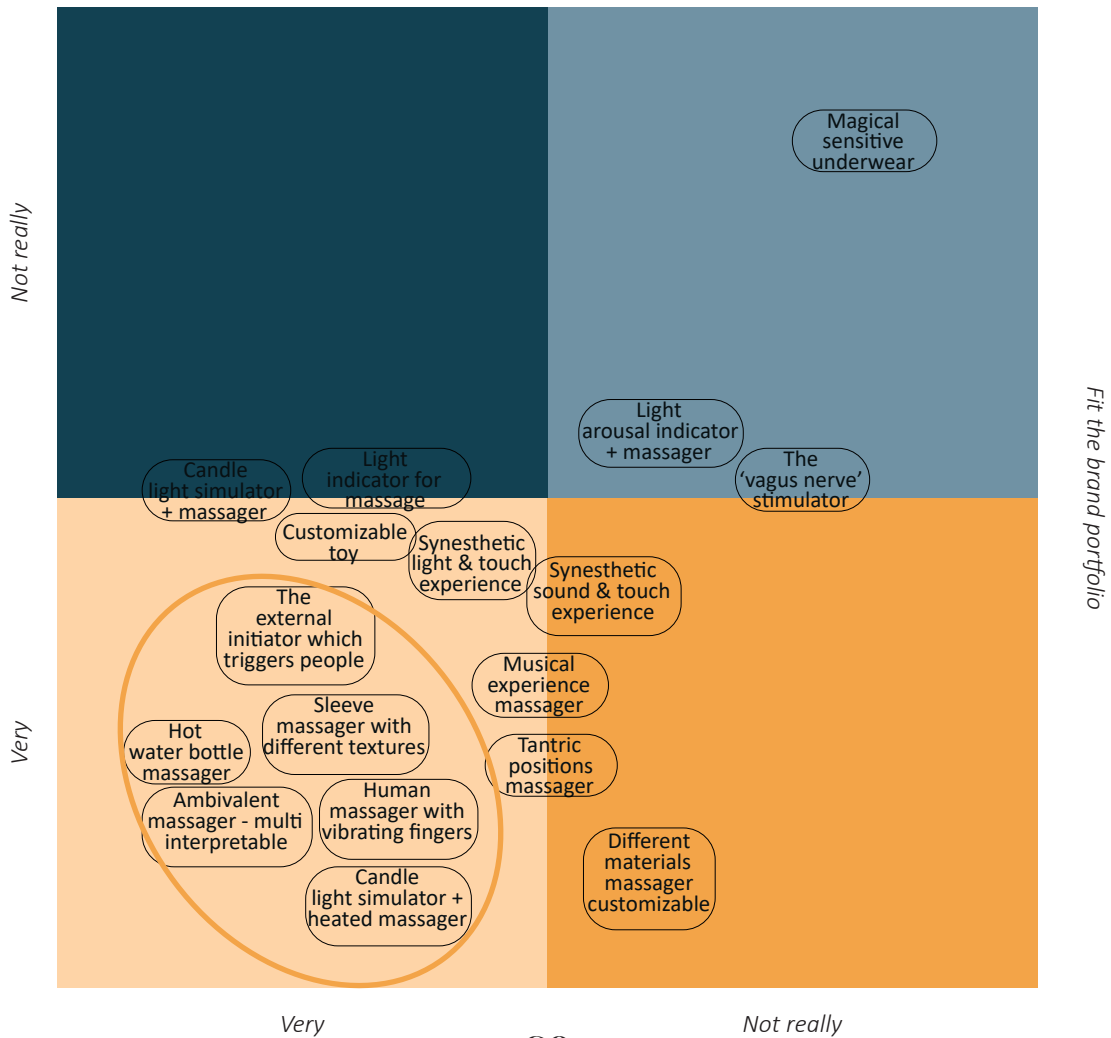 Magical
sensitive
underwear
Not really
Light
arousal indicator
+ massager
The
‘vagus nerve’
stimulator
Candle
light simulator
+ massager
Light
indicator for
massage
Fit the brand portfolio
Customizable
toy
Synesthetic
light & touch
experience
Synesthetic
sound & touch
experience
The
external
initiator which
triggers people
Musical
experience
massager
Sleeve
massager with
different textures
Very
Hot
water bottle
massager
Tantric
positions
massager
Ambivalent
massager - multi
interpretable
Human
massager with
vibrating fingers
Different
materials
massager
customizable
Candle
light simulator +
heated massager
Very
Not really